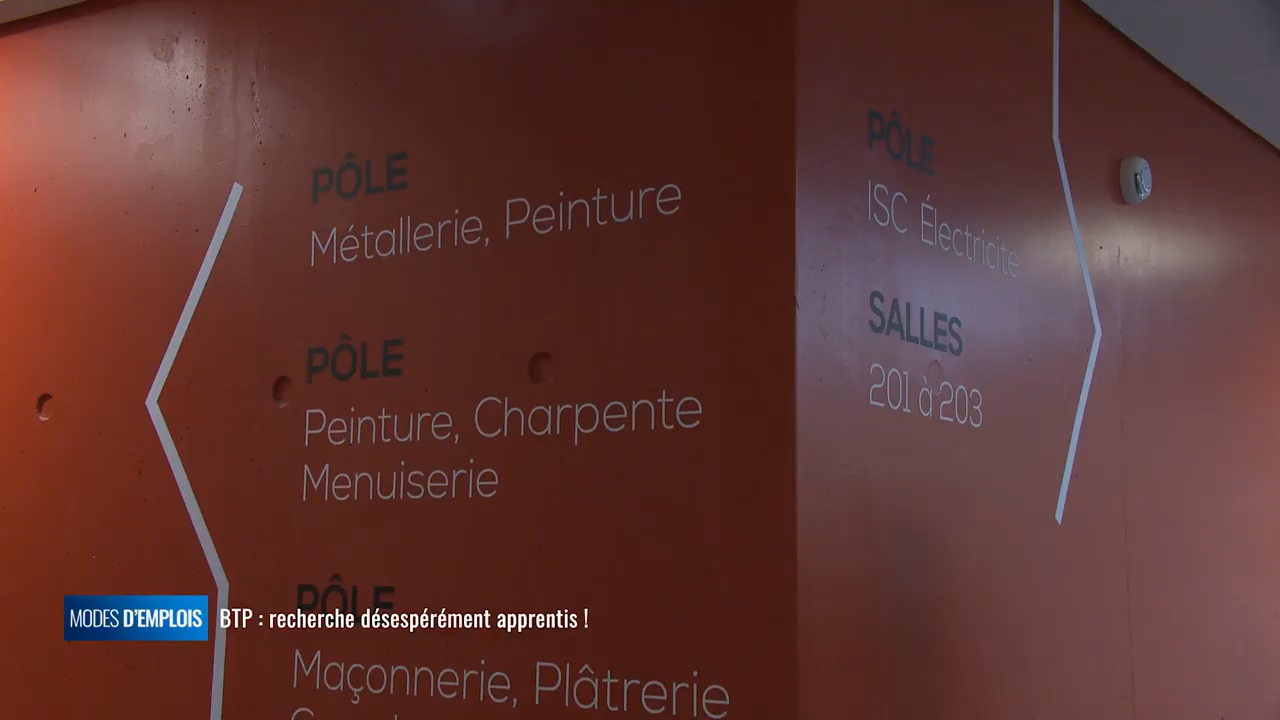 PÔLE
Métallerie, Peinture
PÔLE
Peinture, Charpente
Menuiserie
PÔLE
Maçonnerie, Plâtrerie
PÔLE
ISC Électricité
SALLES
201 à 203
MODES D'EMPLOIS
BTP : recherche désespérément apprentis !